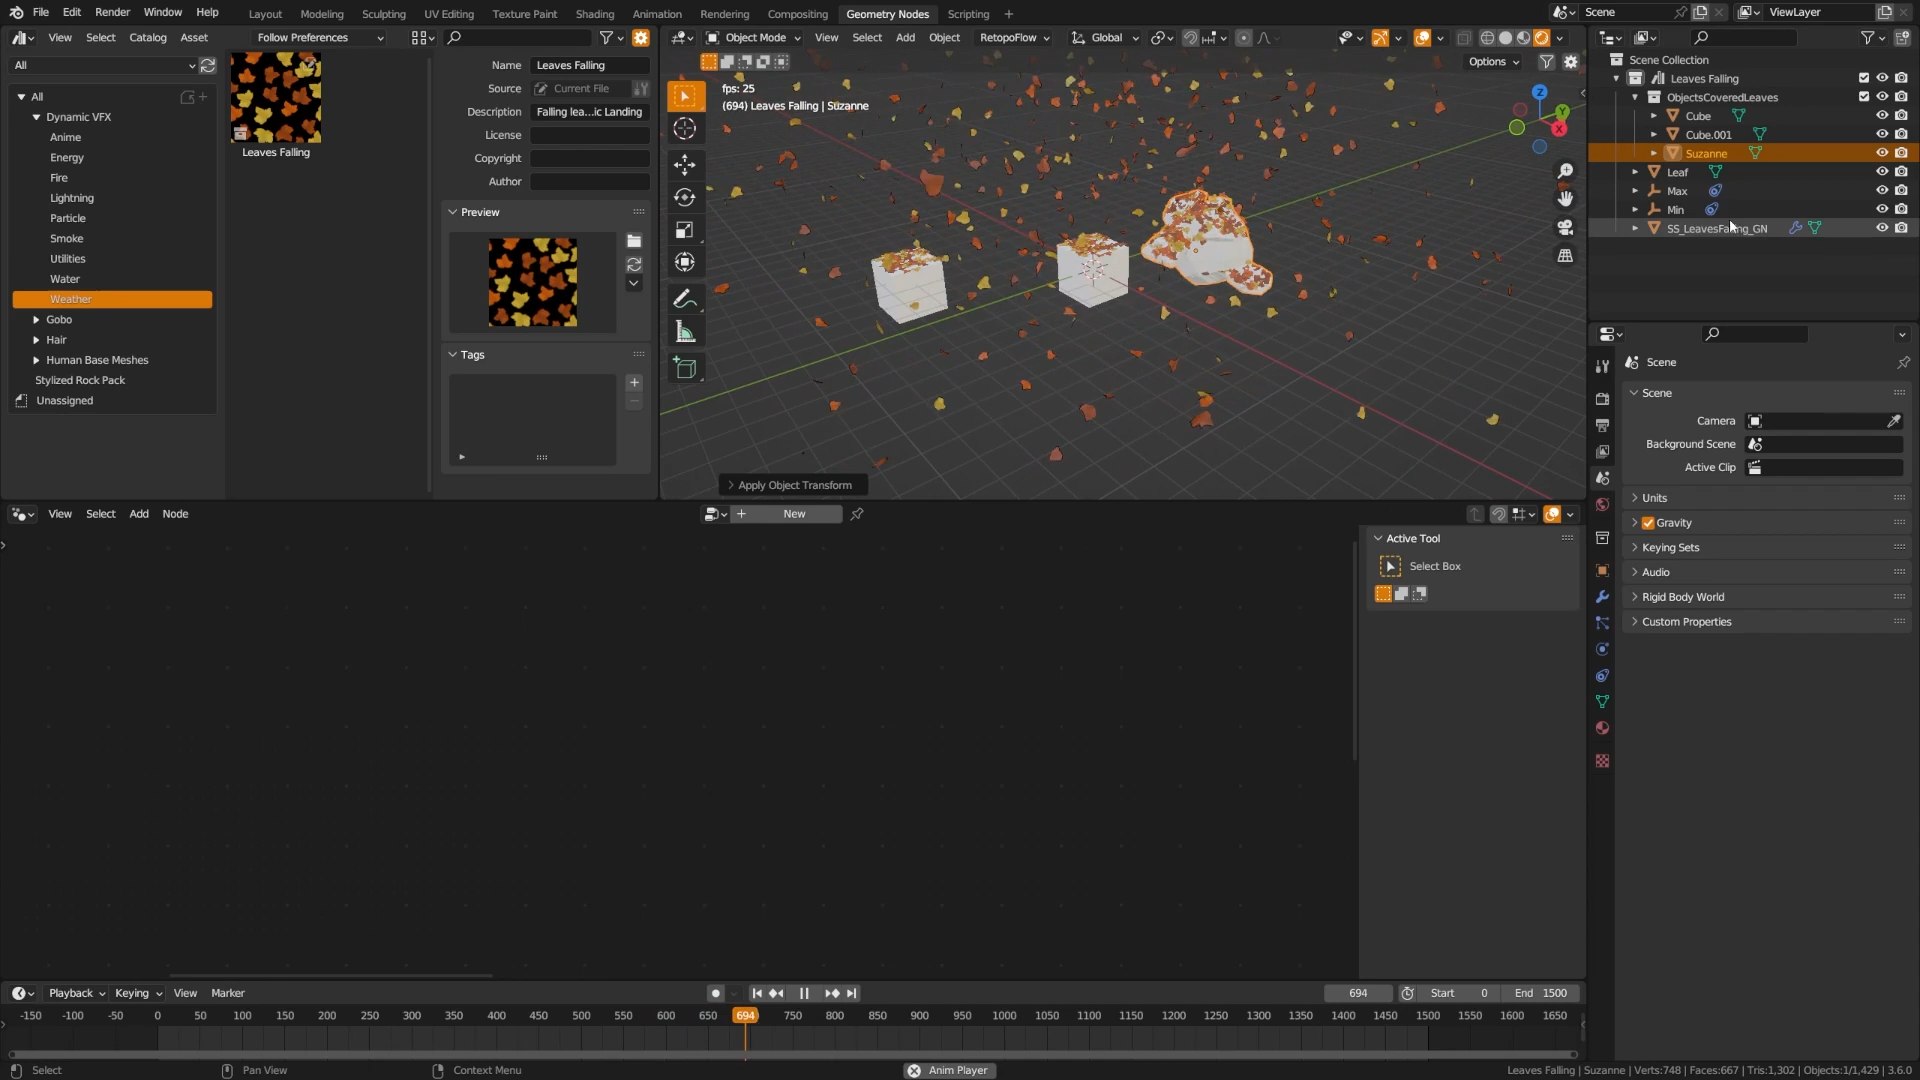 File Edit Render Window Help
Layout Modeling Sculpting UV Editing Texture Paint Shading Animation Rendering Compositing Geometry Nodes Scripting +
Scene
ViewLayer
View Select Catalog Asset
Follow Preferences
All
All
Dynamic VFX
Anime
Energy
Fire
Lightning
Particle
Smoke
Utilities
Water
Weather
Gobo
Hair
Human Base Meshes
Stylized Rock Pack
Unassigned
Leaves Falling
Name Leaves Falling
Source Current File
Description Falling lea...ic Landing
License
Copyright
Author
Preview
Tags
Object Mode View Select Add Object RetopoFlow Global
Options
fps: 25
(694) Leaves Falling | Suzanne
Z
Y
X
Apply Object Transform
Scene Collection
Leaves Falling
ObjectsCoveredLeaves
Cube
Cube.001
Suzanne
Leaf
Max
Min
Scene
Scene
Camera
Background Scene
Active Clip
Units
Gravity
Keying Sets
Audio
Rigid Body World
Custom Properties
View Select Add Node
New
Active Tool
Select Box
Playback Keying View Marker
694
Start 0
End 1500
-150 -100 -50 0 50 100 150 200 250 300 350 400 450 500 550 600 650 694 750 800 850 900 950 1000 1050 1100 1150 1200 1250 1300 1350 1400 1450 1500 1550 1600 1650
Select
Pan View
Context Menu
Anim Player
Leaves Falling | Suzanne | Verts:748 | Faces:667 | Tris:1,302 | Objects:1/1,429 | 3.6.0